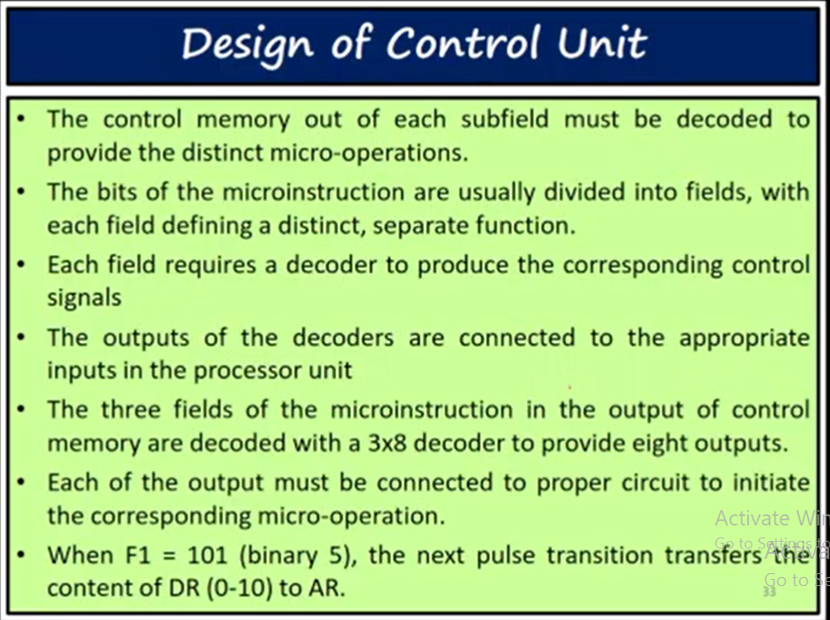 Design of Control Unit
• The control memory out of each subfield must be decoded to
provide the distinct micro-operations.
• The bits of the microinstruction are usually divided into fields, with
each field defining a distinct, separate function.
• Each field requires a decoder to produce the corresponding control
signals
• The outputs of the decoders are connected to the appropriate
inputs in the processor unit
• The three fields of the microinstruction in the output of control
memory are decoded with a 3x8 decoder to provide eight outputs.
• Each of the output must be connected to proper circuit to initiate
the corresponding micro-operation.
Activate Win
• When F1 = 101 (binary 5), the next pulse transition transfers the
Go to Settings to
content of DR (0-10) to AR.
Go to Se
33